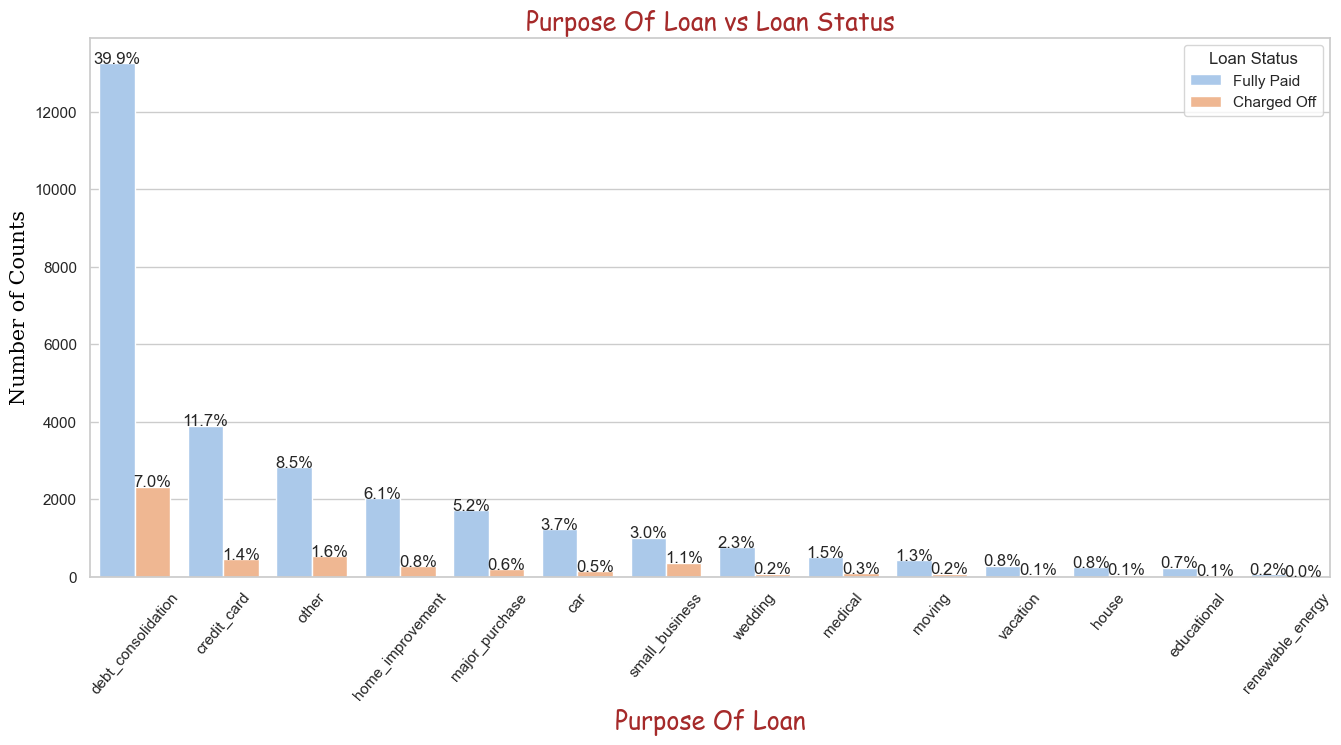 Purpose Of Loan vs Loan Status
Loan Status
Fully Paid
Charged Off
Number of Counts
12000
10000
8000
6000
4000
2000
0
39.9%
7.0%
11.7%
1.4%
8.5%
1.6%
6.1%
0.8%
5.2%
0.6%
3.7%
0.5%
3.0%
1.1%
2.3%
0.2%
1.5%
0.3%
1.3%
0.2%
0.8%
0.1%
0.8%
0.1%
0.7%
0.1%
0.2%
0.0%
debt_consolidation
credit_card
other
home_improvement
major_purchase
car
small_business
wedding
medical
moving
vacation
house
educational
renewable_energy
Purpose Of Loan